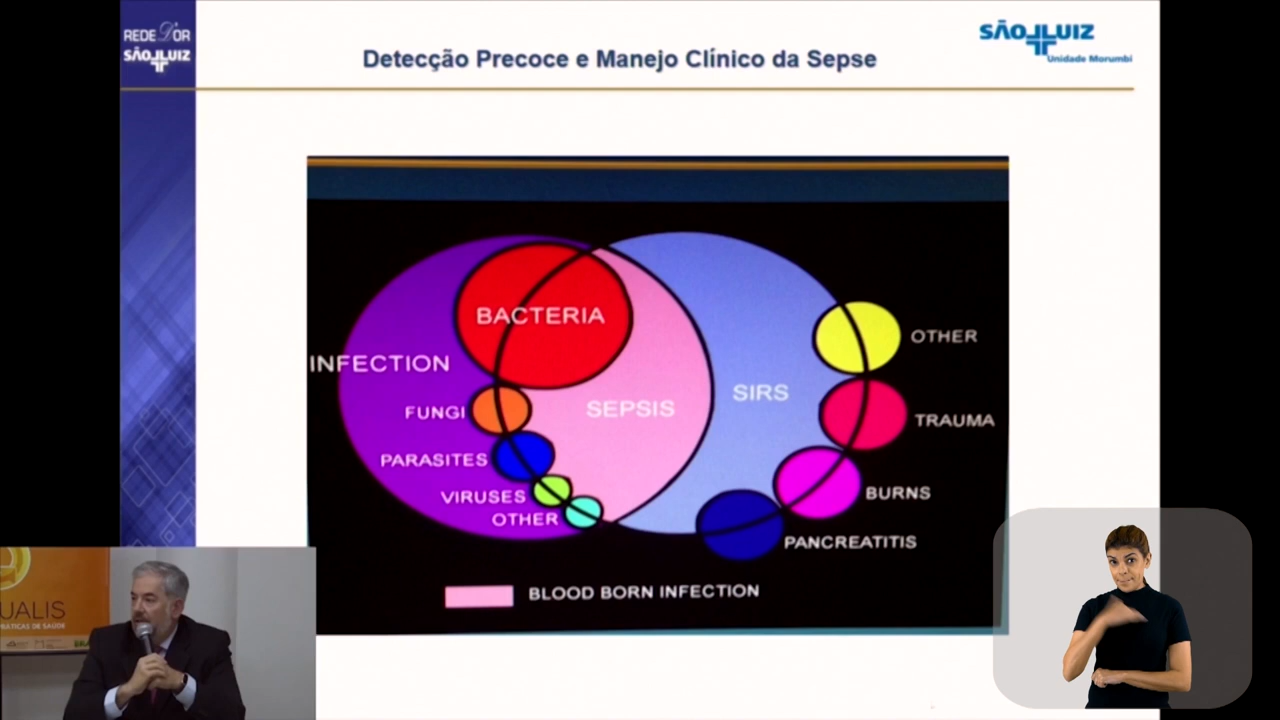 REDE D'OR
SÃO LUIZ
Detecção Precoce e Manejo Clínico da Sepse
SÃO LUIZ
Unidade Morumbi
BACTERIA
INFECTION
OTHER
SIRS
SEPSIS
FUNGI
TRAUMA
PARASITES
VIRUSES
BURNS
OTHER
PANCREATITIS
BLOOD BORN INFECTION
UALIS
PRÁTICAS DE SAÚDE